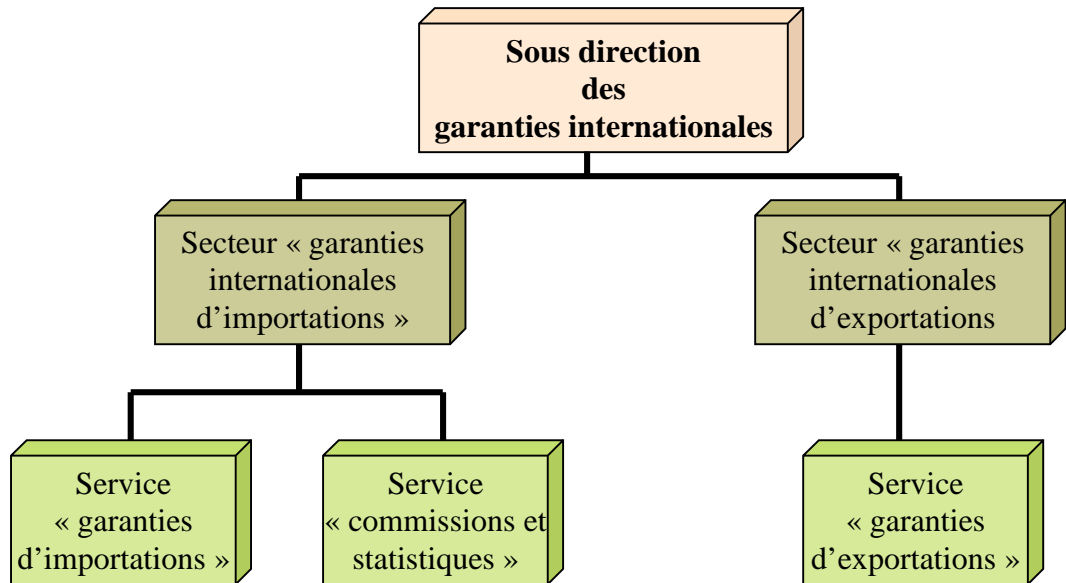 Sous direction
des
garanties internationales
Secteur « garanties
internationales
d’importations »
Secteur « garanties
internationales
d’exportations
Service
« garanties
d’importations »
Service
« commissions et
statistiques »
Service
« garanties
d’exportations »